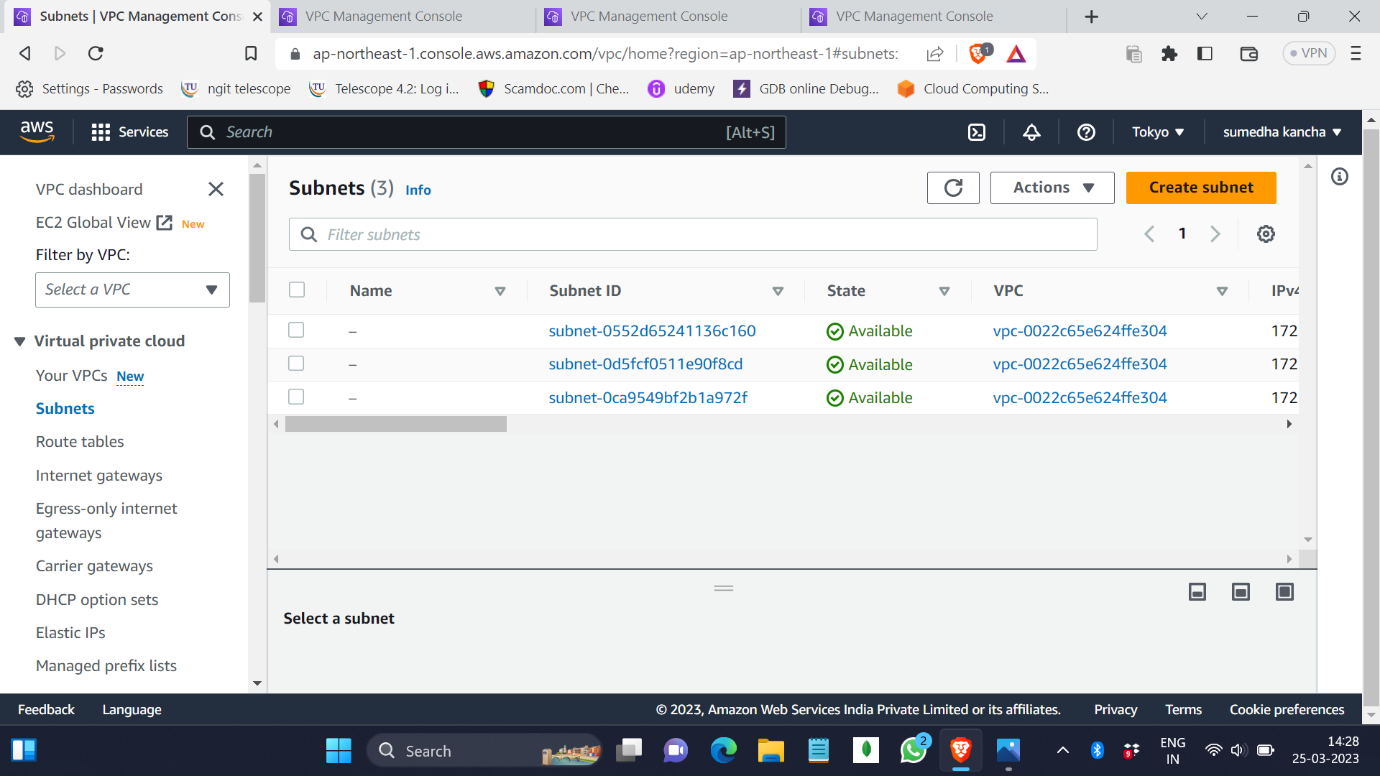 Subnets | VPC Management Cons
VPC Management Console
VPC Management Console
VPC Management Console
ap-northeast-1.console.aws.amazon.com/vpc/home?region=ap-northeast-1#subnets:
1
VPN
Settings - Passwords
TU
ngit telescope
TU
Telescope 4.2: Log i...
Scamdoc.com | Che...
udemy
GDB online Debug...
Cloud Computing S...
aws
Services
Search
[Alt+S]
Tokyo
sumedha kancha
VPC dashboard
EC2 Global View New
Filter by VPC:
Select a VPC
Virtual private cloud
Your VPCs New
Subnets
Route tables
Internet gateways
Egress-only internet
gateways
Carrier gateways
DHCP option sets
Elastic IPs
Managed prefix lists
Subnets (3) Info
Actions
Create subnet
Filter subnets
1
Name Subnet ID State VPC IPv4
– subnet-0552d65241136c160 Available vpc-0022c65e624ffe304 172
– subnet-0d5fcf0511e90f8cd Available vpc-0022c65e624ffe304 172
– subnet-0ca9549bf2b1a972f Available vpc-0022c65e624ffe304 172
Select a subnet
Feedback Language © 2023, Amazon Web Services India Private Limited or its affiliates. Privacy Terms Cookie preferences
Search
2
9
ENG
IN
14:28
25-03-2023